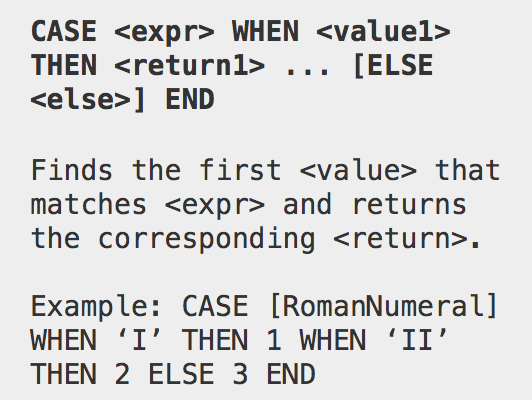 CASE <expr> WHEN <value1>
THEN <return1> ... [ELSE
<else>] END
Finds the first <value> that
matches <expr> and returns
the corresponding <return>.
Example: CASE [RomanNumeral]
WHEN ‘I’ THEN 1 WHEN ‘II’
THEN 2 ELSE 3 END